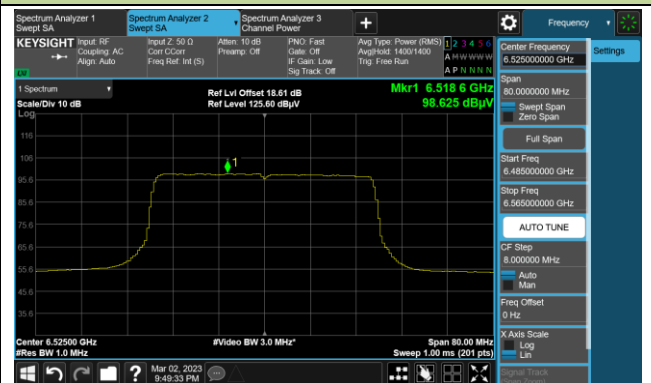 Spectrum Analyzer 1
Swept SA
Spectrum Analyzer 2
Swept SA
Spectrum Analyzer 3
Channel Power
Frequency
KEYSIGHT
Input: RF
Coupling: AC
Align: Auto
Input Z: 50 Ω
Corr CCorr
Freq Ref: Int (S)
Atten: 10 dB
Preamp: Off
PNO: Fast
Gate: Off
IF Gain: Low
Sig Track: Off
Avg Type: Power (RMS)
Avg|Hold: 1400/1400
Trig: Free Run
1 2 3 4 5 6
A M W W W W
A P N N N N
LXI
1 Spectrum
Scale/Div 10 dB
Log
Ref Lvl Offset 18.61 dB
Ref Level 125.60 dBµV
Mkr1 6.518 6 GHz
98.625 dBµV
1
116
106
95.6
85.6
75.6
65.6
55.6
45.6
35.6
Center 6.52500 GHz
#Res BW 1.0 MHz
#Video BW 3.0 MHz*
Span 80.00 MHz
Sweep 1.00 ms (201 pts)
Mar 02, 2023
9:49:33 PM
Center Frequency
6.525000000 GHz
Settings
Span
80.0000000 MHz
Swept Span
Zero Span
Full Span
Start Freq
6.485000000 GHz
Stop Freq
6.565000000 GHz
AUTO TUNE
CF Step
8.000000 MHz
Auto
Man
Freq Offset
0 Hz
X Axis Scale
Log
Lin
Signal Track